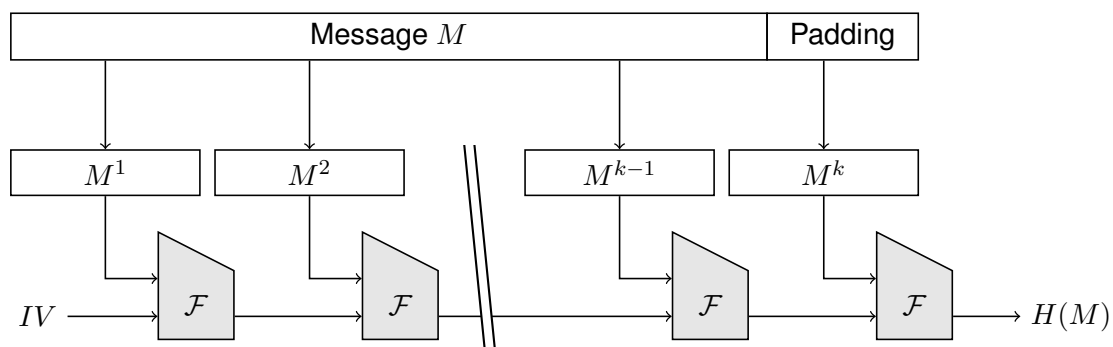 Message M Padding
M^1 M^2 M^{k−1} M^k
F F F F
IV H(M)